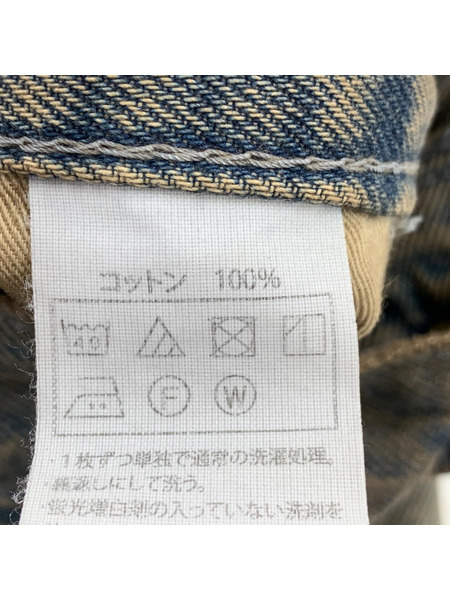 コットン 100%
40
F W
・1枚ずつ単独で通常の洗濯処理。
・裏返しにして洗う。
・蛍光増白剤の入っていない洗剤を